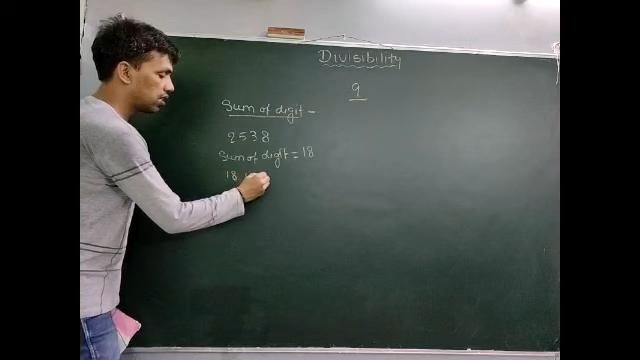 Divisibility
9
Sum of digit -
2538
Sum of digit = 18
18